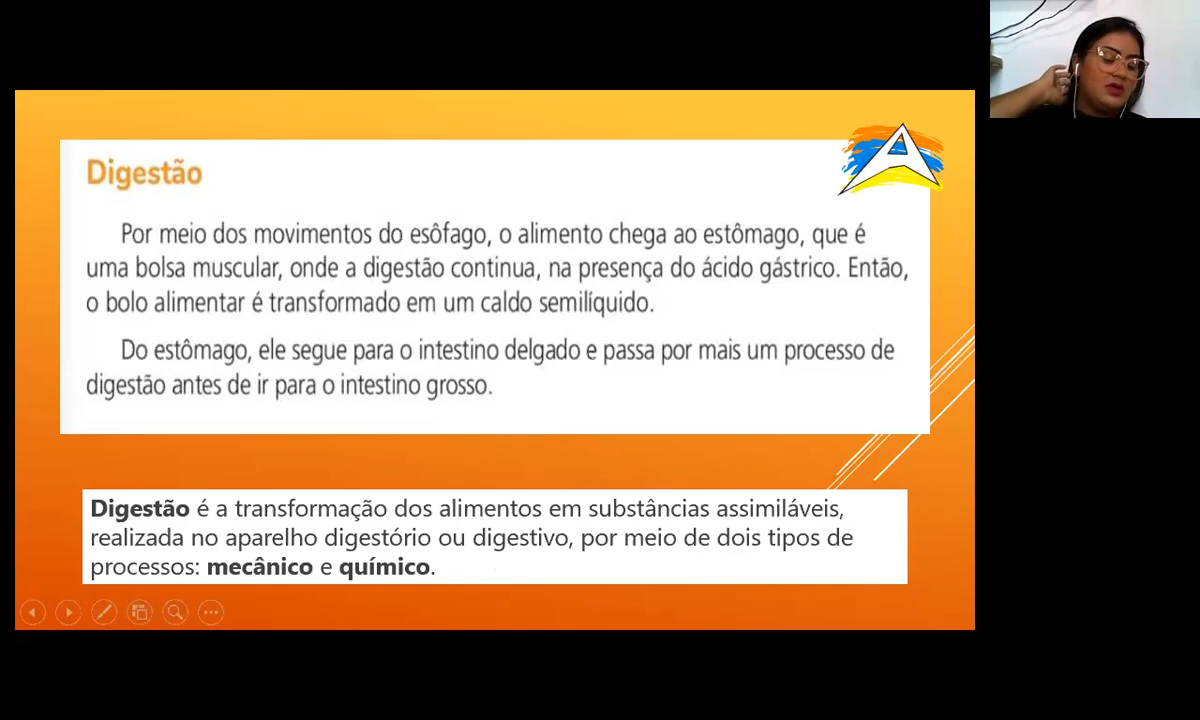 Digestão
Por meio dos movimentos do esôfago, o alimento chega ao estômago, que é
uma bolsa muscular, onde a digestão continua, na presença do ácido gástrico. Então,
o bolo alimentar é transformado em um caldo semilíquido.
Do estômago, ele segue para o intestino delgado e passa por mais um processo de
digestão antes de ir para o intestino grosso.
Digestão é a transformação dos alimentos em substâncias assimiláveis,
realizada no aparelho digestório ou digestivo, por meio de dois tipos de
processos: mecânico e químico.